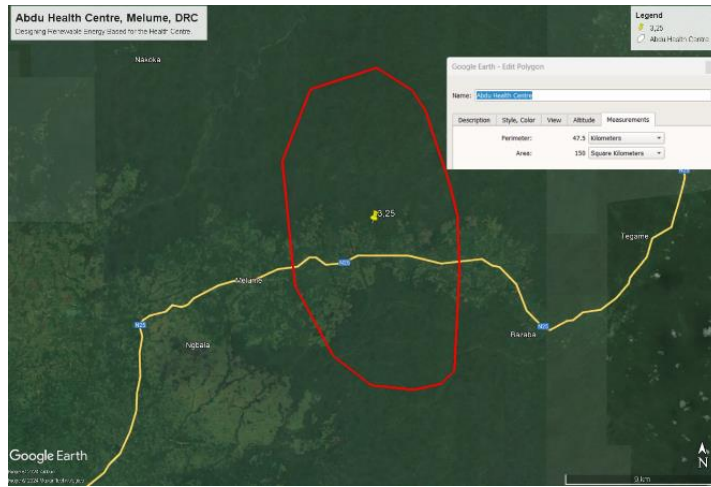 Abdu Health Centre, Melume, DRC
Designing Renewable Energy Based for the Health Centre.
Legend
3,25
Abdu Health Centre
Nakoka
Google Earth - Edit Polygon
Name: Abdu Health Centre
Description Style, Color View Altitude Measurements
Perimeter: 47.5 Kilometers
Area: 150 Square Kilometers
N25
3,25
Tegame
N25
Melume
N25
N25
Bazaba
Ngbala
Google Earth
N
9 km